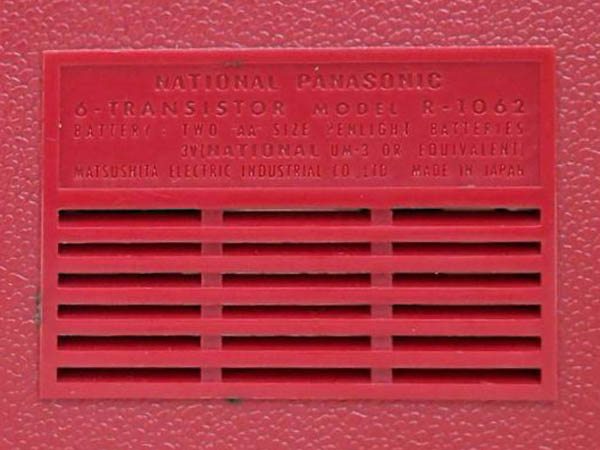 NATIONAL PANASONIC
6-TRANSISTOR MODEL R-1062
BATTERY : TWO "AA" SIZE PENLIGHT BATTERIES
3V(NATIONAL UM-3 OR EQUIVALENT)
MATSUSHITA ELECTRIC INDUSTRIAL CO LTD. MADE IN JAPAN